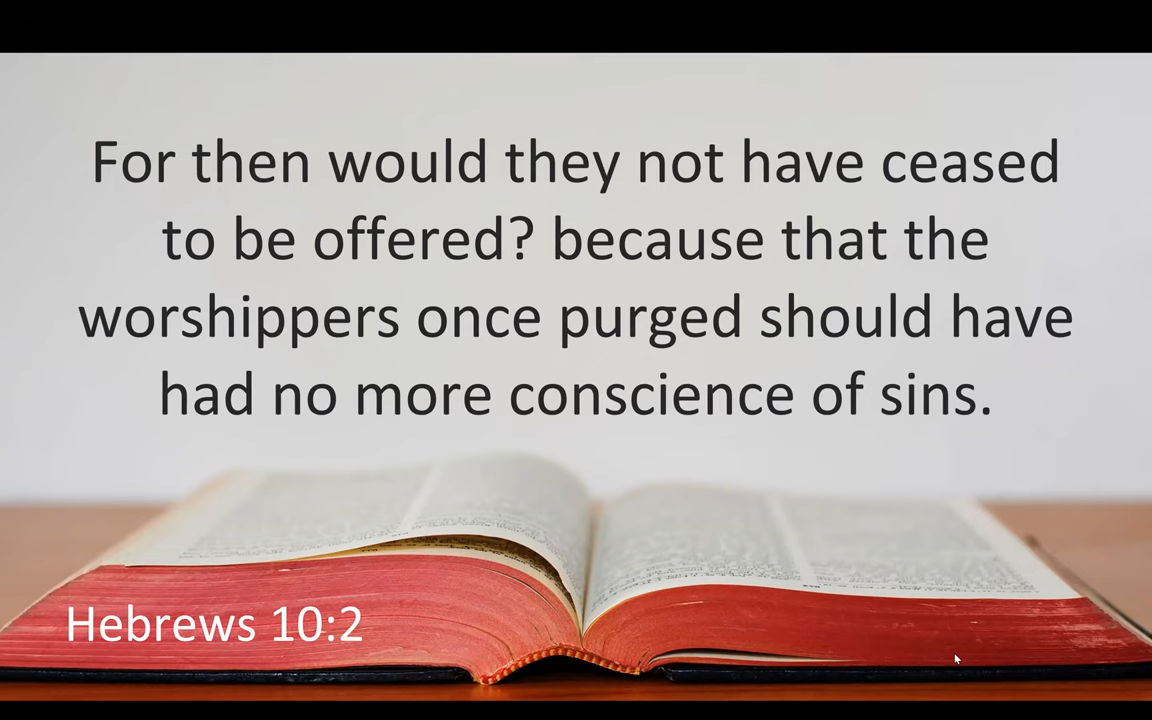 For then would they not have ceased
to be offered? because that the
worshippers once purged should have
had no more conscience of sins.
Hebrews 10:2